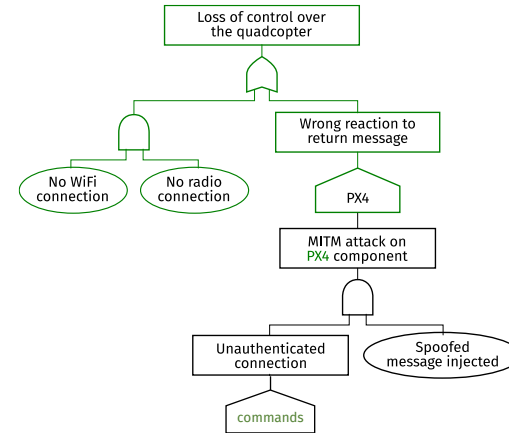 Loss of control over
the quadcopter
Wrong reaction to
return message
No WiFi
connection
No radio
connection
PX4
MITM attack on
PX4 component
Unauthenticated
connection
Spoofed
message injected
commands